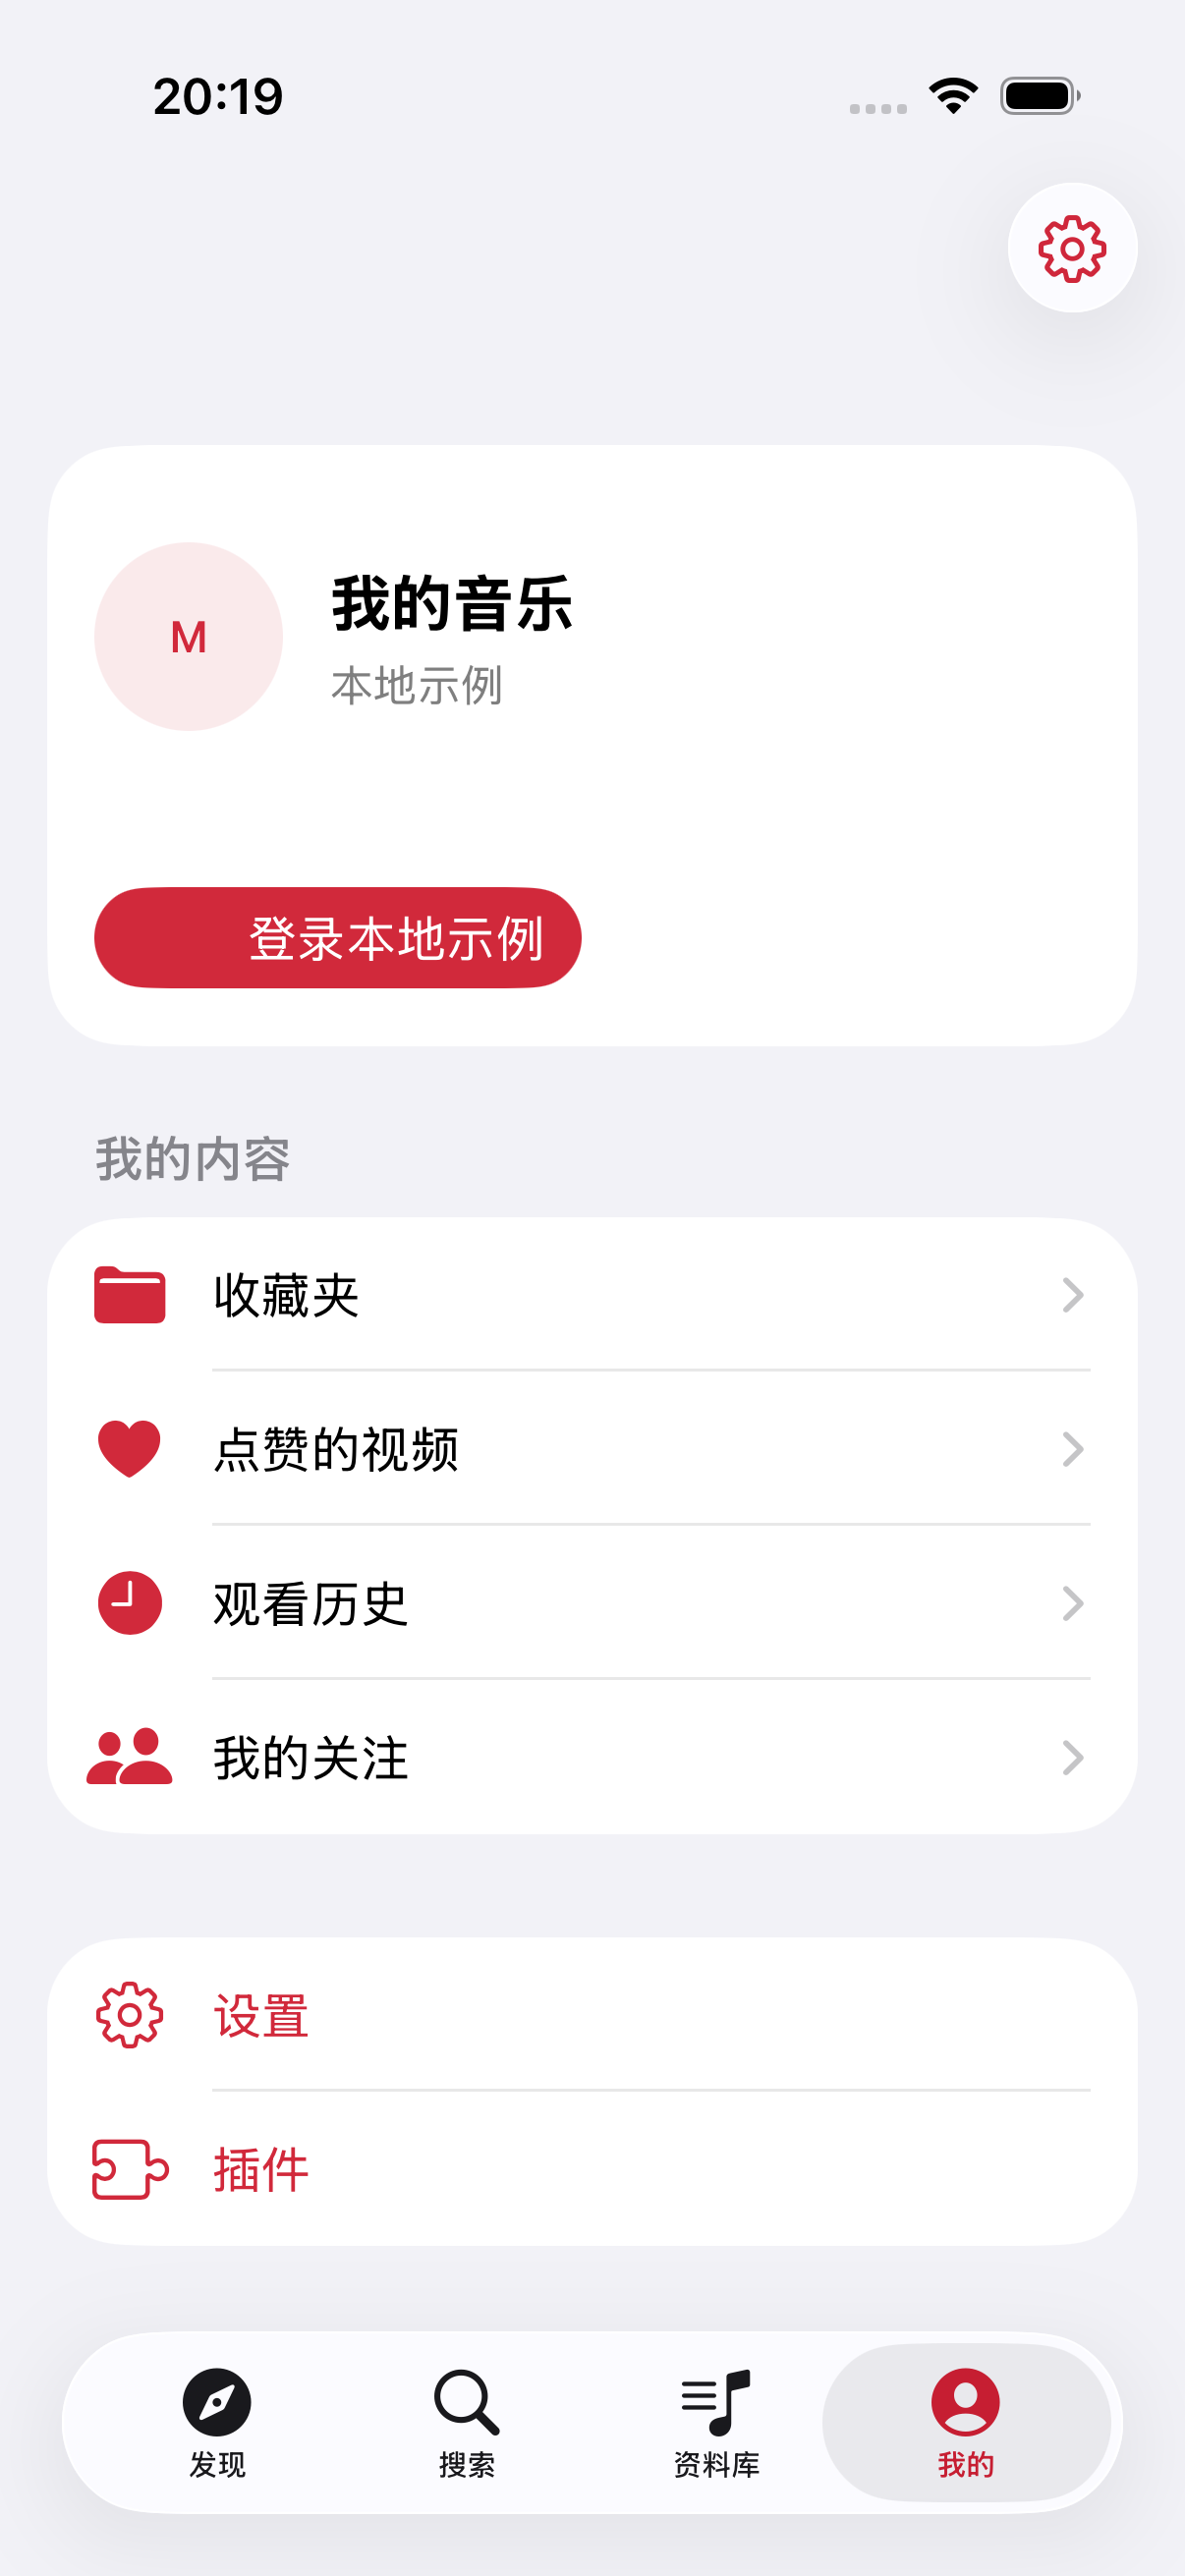 20:19
M
我的音乐
本地示例
登录本地示例
我的内容
收藏夹
点赞的视频
观看历史
我的关注
设置
插件
发现
搜索
资料库
我的